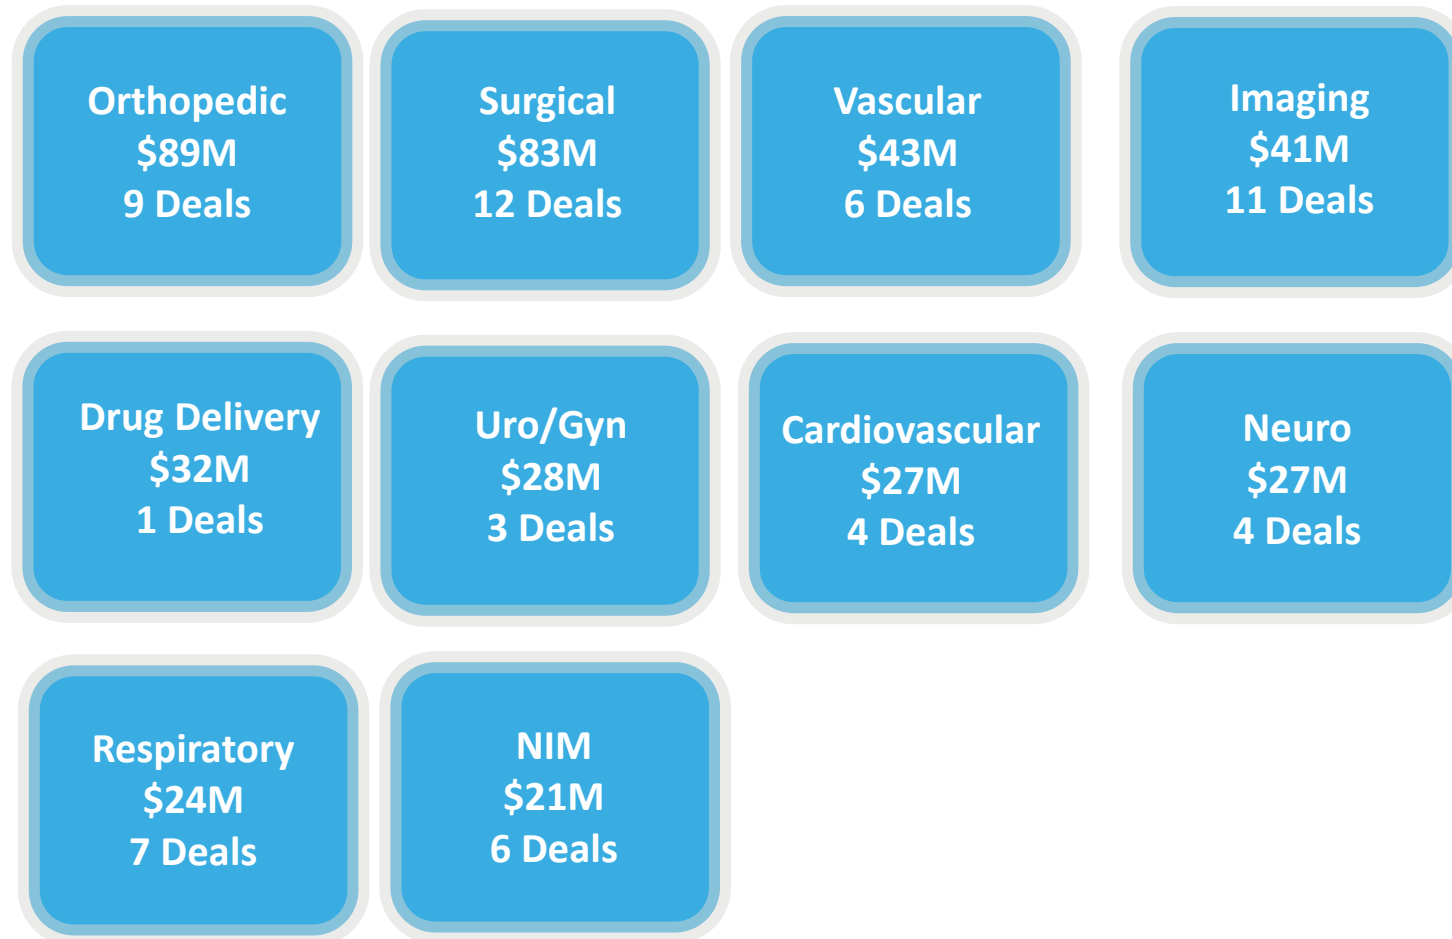 Orthopedic
$89M
9 Deals
Surgical
$83M
12 Deals
Vascular
$43M
6 Deals
Imaging
$41M
11 Deals
Drug Delivery
$32M
1 Deals
Uro/Gyn
$28M
3 Deals
Cardiovascular
$27M
4 Deals
Neuro
$27M
4 Deals
Respiratory
$24M
7 Deals
NIM
$21M
6 Deals